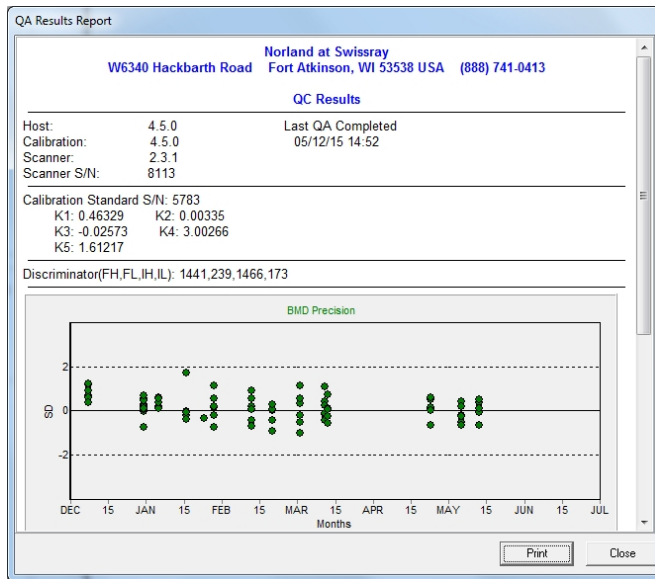 QA Results Report
Norland at Swissray
W6340 Hackbarth Road Fort Atkinson, WI 53538 USA (888) 741-0413
QC Results
Host: 4.5.0 Last QA Completed
Calibration: 4.5.0 05/12/15 14:52
Scanner: 2.3.1
Scanner S/N: 8113
Calibration Standard S/N: 5783
K1: 0.46329 K2: 0.00335
K3: -0.02573 K4: 3.00266
K5: 1.61217
Discriminator(FH,FL,IH,IL): 1441,239,1466,173
BMD Precision
2
SD 0
-2
DEC 15 JAN 15 FEB 15 MAR 15 APR 15 MAY 15 JUN 15 JUL
Months
Print Close